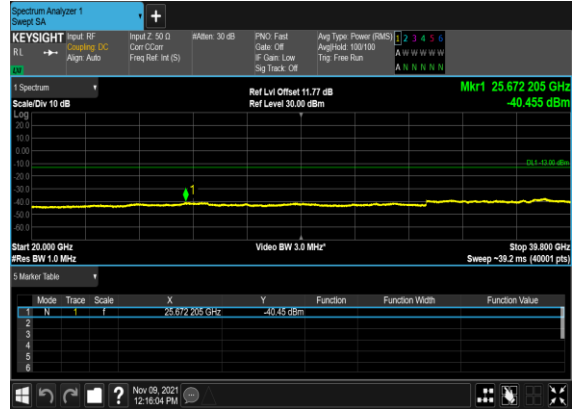 Spectrum Analyzer 1
Swept SA
+
KEYSIGHT Input: RF Input Z: 50 Ω #Atten: 30 dB PNO: Fast Avg Type: Power (RMS) 1 2 3 4 5 6
RL Coupling: DC Corr CCorr Gate: Off Avg|Hold: 100/100 A W W W W W
Align: Auto Freq Ref: Int (S) IF Gain: Low Trig: Free Run
Sig Track: Off A N N N N N
1 Spectrum Ref Lvl Offset 11.77 dB Mkr1 25.672 205 GHz
Scale/Div 10 dB Ref Level 30.00 dBm -40.455 dBm
Log
20.0
10.0
0.00
-10.0 DL1 -13.00 dBm
-20.0
-30.0 1
-40.0
-50.0
-60.0
Start 20.000 GHz Video BW 3.0 MHz* Stop 39.800 GHz
#Res BW 1.0 MHz Sweep ~39.2 ms (40001 pts)
5 Marker Table
Mode Trace Scale X Y Function Function Width Function Value
1 N 1 f 25.672 205 GHz -40.45 dBm
2
3
4
5
6
? Nov 09, 2021
12:16:04 PM